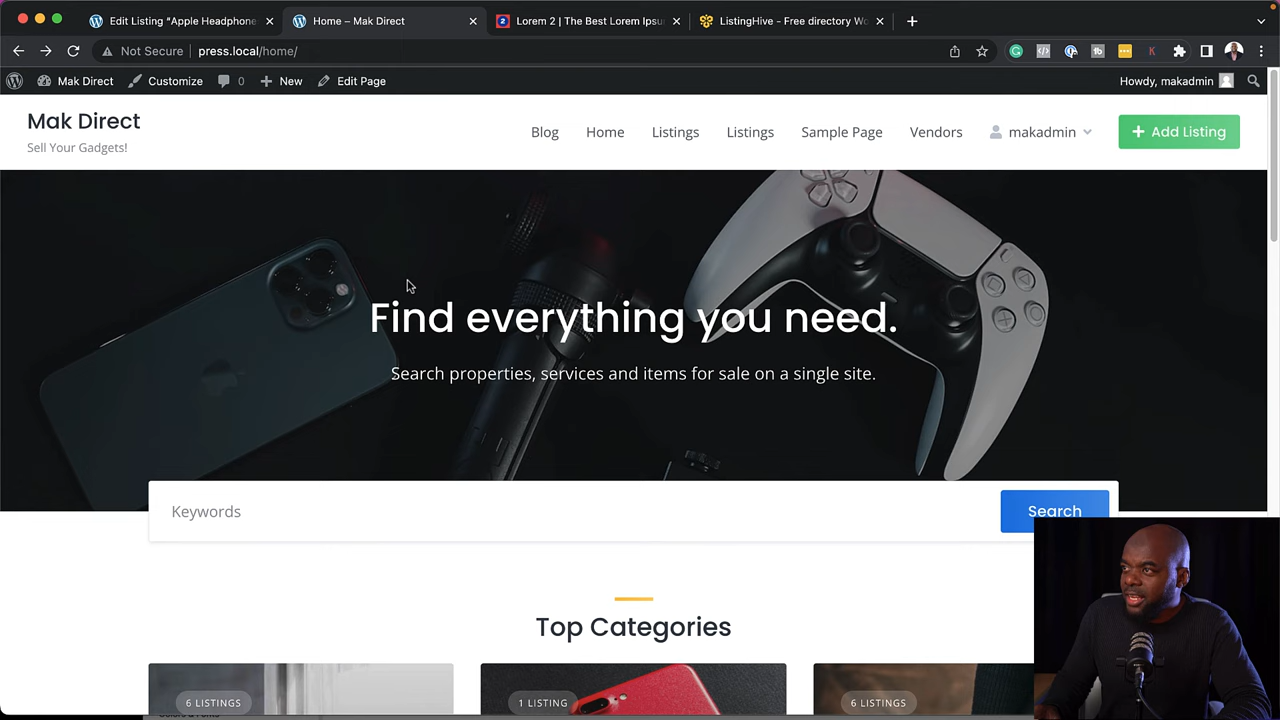 Edit Listing "Apple Headphone
Home – Mak Direct
Lorem 2 | The Best Lorem Ipsu
ListingHive - Free directory Wo
Not Secure
press.local/home/
Mak Direct
Customize
0
New
Edit Page
Howdy, makadmin
Mak Direct
Sell Your Gadgets!
Blog
Home
Listings
Listings
Sample Page
Vendors
makadmin
Add Listing
Find everything you need.
Search properties, services and items for sale on a single site.
Keywords
Search
Top Categories
6 LISTINGS
1 LISTING
6 LISTINGS